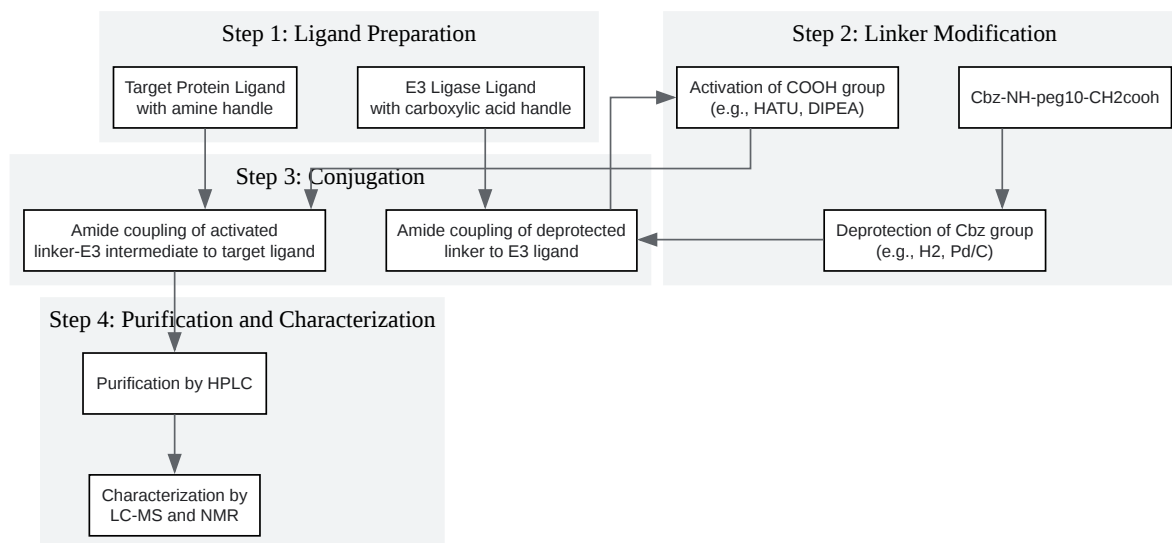 Step 1: Ligand Preparation
Target Protein Ligand
with amine handle
E3 Ligase Ligand
with carboxylic acid handle
Step 2: Linker Modification
Activation of COOH group
(e.g., HATU, DIPEA)
Cbz-NH-peg10-CH2cooh
Deprotection of Cbz group
(e.g., H2, Pd/C)
Step 3: Conjugation
Amide coupling of activated
linker-E3 intermediate to target ligand
Amide coupling of deprotected
linker to E3 ligand
Step 4: Purification and Characterization
Purification by HPLC
Characterization by
LC-MS and NMR